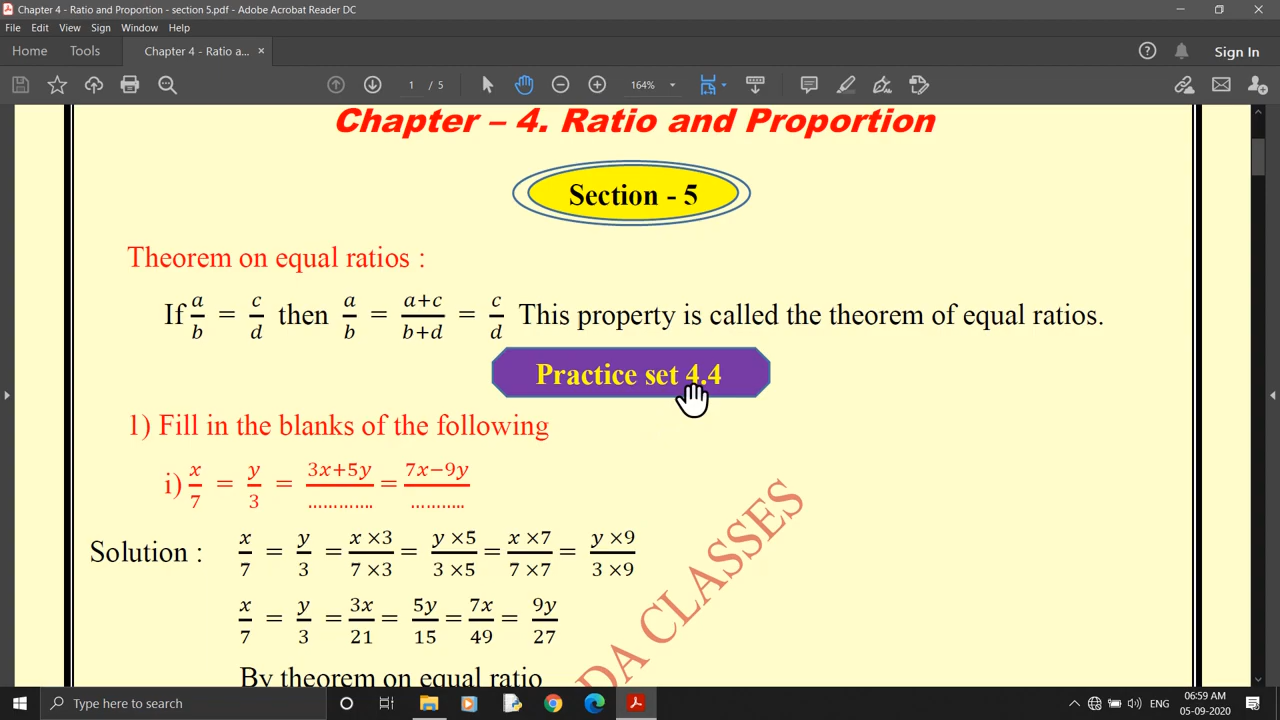 Chapter 4 - Ratio and Proportion - section 5.pdf - Adobe Acrobat Reader DC
File Edit View Sign Window Help
Home Tools Chapter 4 - Ratio a... × Sign In
1 / 5 164%
Chapter – 4. Ratio and Proportion
Section - 5
Theorem on equal ratios :
If a/b = c/d then a/b = a+c/b+d = c/d This property is called the theorem of equal ratios.
Practice set 4.4
1) Fill in the blanks of the following
i) x/7 = y/3 = 3x+5y/............. = 7x−9y/...........
Solution : x/7 = y/3 = x ×3/7 ×3 = y ×5/3 ×5 = x ×7/7 ×7 = y ×9/3 ×9
x/7 = y/3 = 3x/21 = 5y/15 = 7x/49 = 9y/27
By theorem on equal ratio
DA CLASSES
Type here to search
ENG
06:59 AM
05-09-2020